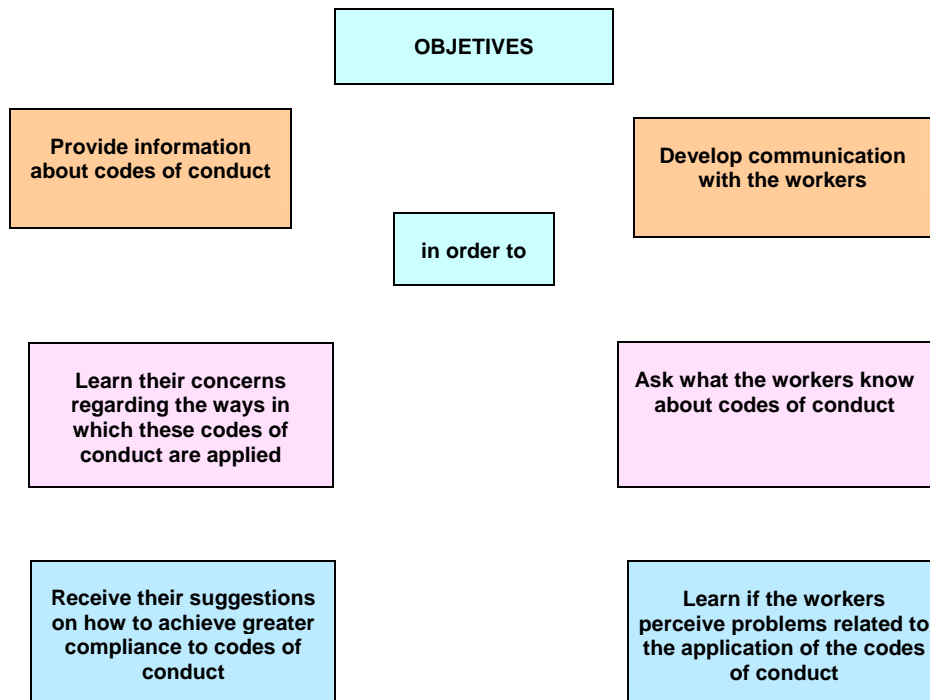 OBJETIVES
Provide information
about codes of conduct
Develop communication
with the workers
in order to
Learn their concerns
regarding the ways in
which these codes of
conduct are applied
Ask what the workers know
about codes of conduct
Receive their suggestions
on how to achieve greater
compliance to codes of
conduct
Learn if the workers
perceive problems related to
the application of the codes
of conduct